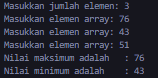 Masukkan jumlah elemen: 3
Masukkan elemen array: 76
Masukkan elemen array: 43
Masukkan elemen array: 51
Nilai maksimum adalah   : 76
Nilai minimum adalah    : 43